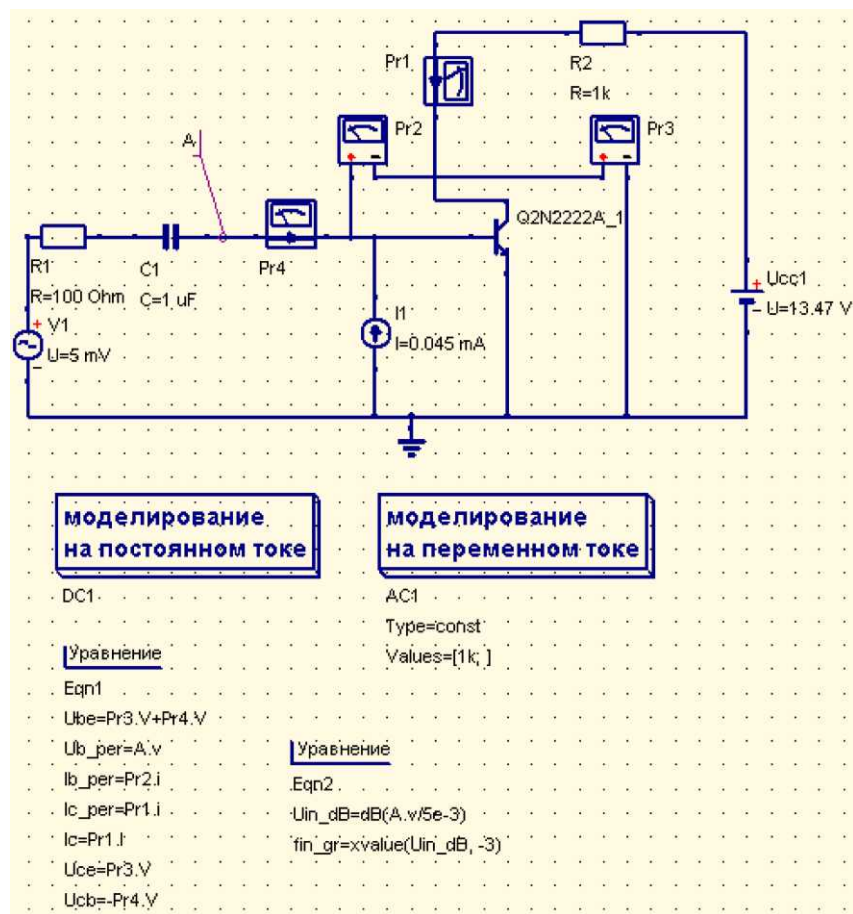 Pr1
R2
R=1k
Pr2
Pr3
A
Q2N2222A_1
R1
C1
Pr4
R=100 Ohm
C=1 uF
V1
U=5 mV
I1
I=0.045 mA
Ucc1
U=13.47 V
моделирование
на постоянном токе
моделирование
на переменном токе
DC1
AC1
Type=const
Values=[1k; ]
Уравнение
Eqn1
Ube=Pr3.V+Pr4.V
Ub_per=A.v
Ib_per=Pr2.i
Ic_per=Pr1.i
Ic=Pr1.I
Uce=Pr3.V
Ucb=-Pr4.V
Уравнение
Eqn2
Uin_dB=dB(A.v/5e-3)
fin_gr=xvalue(Uin_dB, -3)